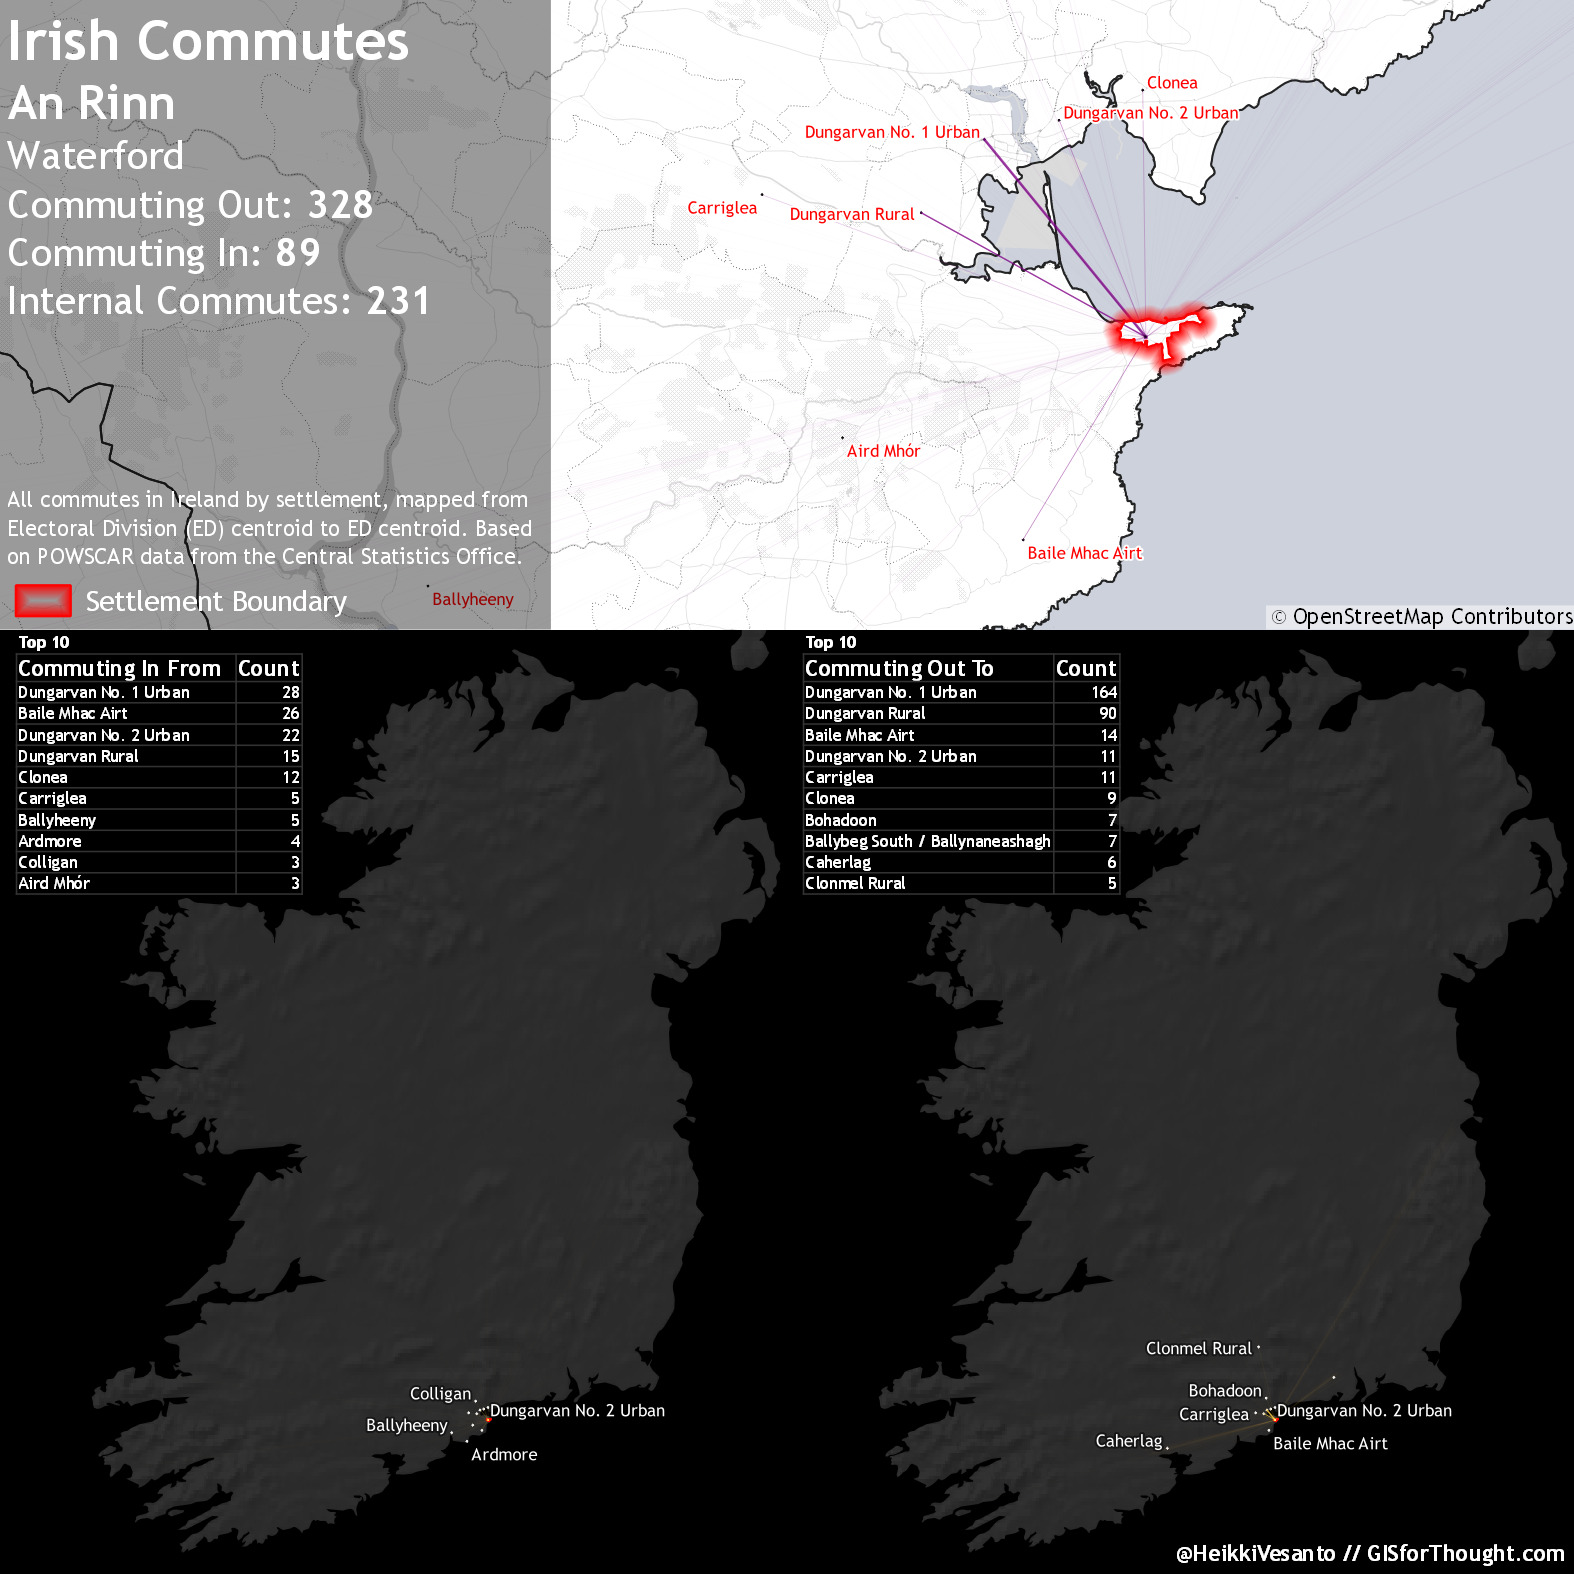 Irish Commutes
An Rinn
Waterford
Commuting Out: 328
Commuting In: 89
Internal Commutes: 231
All commutes in Ireland by settlement, mapped from
Electoral Division (ED) centroid to ED centroid. Based
on POWSCAR data from the Central Statistics Office.
Settlement Boundary
Ballyheeny
Clonea
Dungarvan No. 2 Urban
Dungarvan No. 1 Urban
Carriglea
Dungarvan Rural
Aird Mhór
Baile Mhac Airt
© OpenStreetMap Contributors
Top 10
Commuting In From Count
Dungarvan No. 1 Urban 28
Baile Mhac Airt 26
Dungarvan No. 2 Urban 22
Dungarvan Rural 15
Clonea 12
Carriglea 5
Ballyheeny 5
Ardmore 4
Colligan 3
Aird Mhór 3
Top 10
Commuting Out To Count
Dungarvan No. 1 Urban 164
Dungarvan Rural 90
Baile Mhac Airt 14
Dungarvan No. 2 Urban 11
Carriglea 11
Clonea 9
Bohadoon 7
Ballybeg South / Ballynaneashagh 7
Caherlag 6
Clonmel Rural 5
Colligan
Dungarvan No. 2 Urban
Ballyheeny
Ardmore
Clonmel Rural
Bohadoon
Dungarvan No. 2 Urban
Carriglea
Caherlag
Baile Mhac Airt
@HeikkiVesanto // GISforThought.com